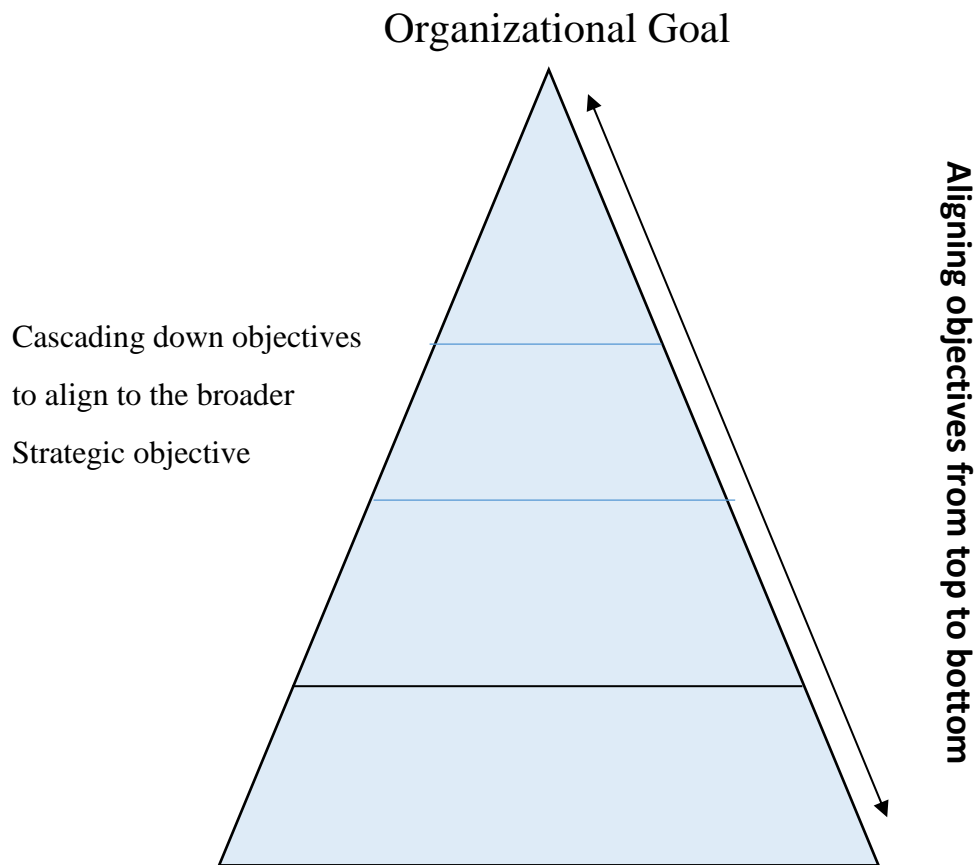 Organizational Goal
Cascading down objectives
to align to the broader
Strategic objective
Aligning objectives from top to bottom